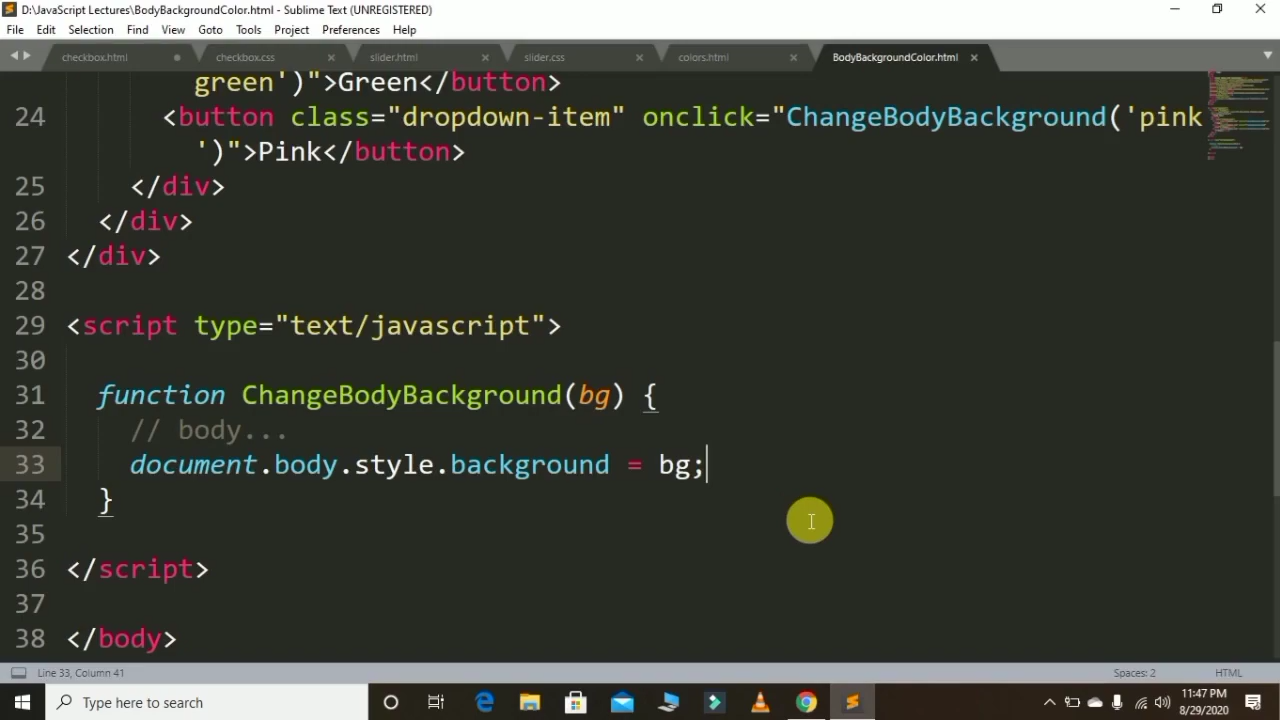 D:\JavaScript Lectures\BodyBackgroundColor.html - Sublime Text (UNREGISTERED)
File Edit Selection Find View Goto Tools Project Preferences Help
checkbox.html checkbox.css slider.html slider.css colors.html BodyBackgroundColor.html
green')">Green</button>
24 <button class="dropdown-item" onclick="ChangeBodyBackground('pink
')">Pink</button>
25 </div>
26 </div>
27 </div>
28
29 <script type="text/javascript">
30
31 function ChangeBodyBackground(bg) {
32 // body...
33 document.body.style.background = bg;
34 }
35
36 </script>
37
38 </body>
Line 33, Column 41 Spaces: 2 HTML
Type here to search 11:47 PM
8/29/2020